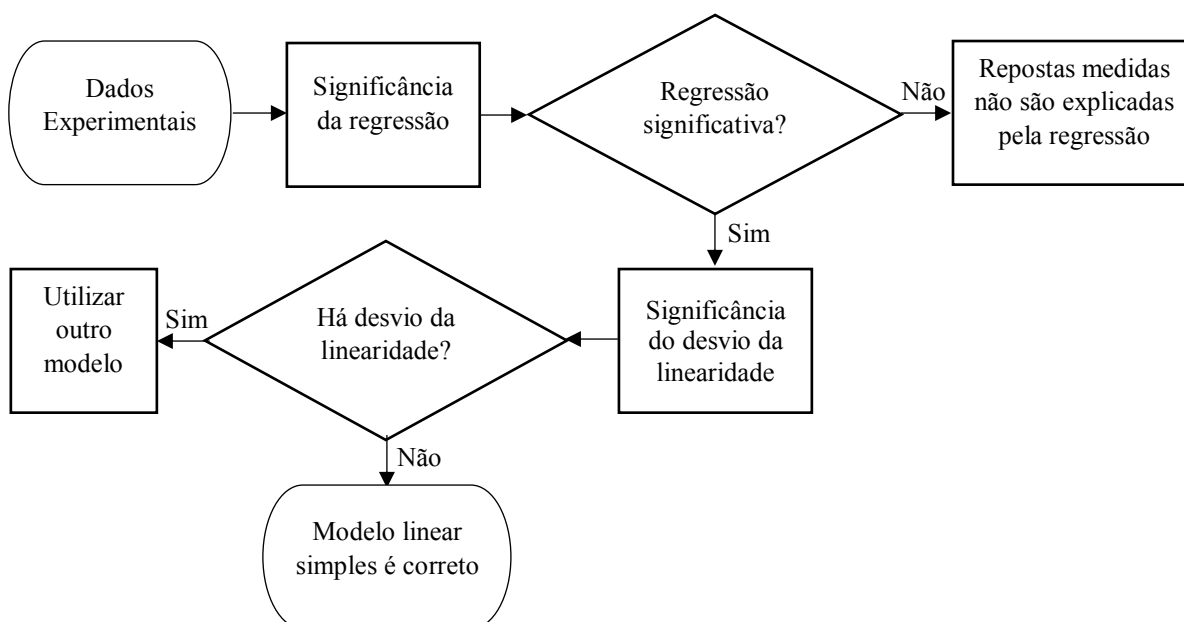 Dados
Experimentais
Significância
da regressão
Regressão
significativa?
Não
Repostas medidas
não são explicadas
pela regressão
Sim
Significância
do desvio da
linearidade
Há desvio da
linearidade?
Sim
Utilizar
outro
modelo
Não
Modelo linear
simples é correto